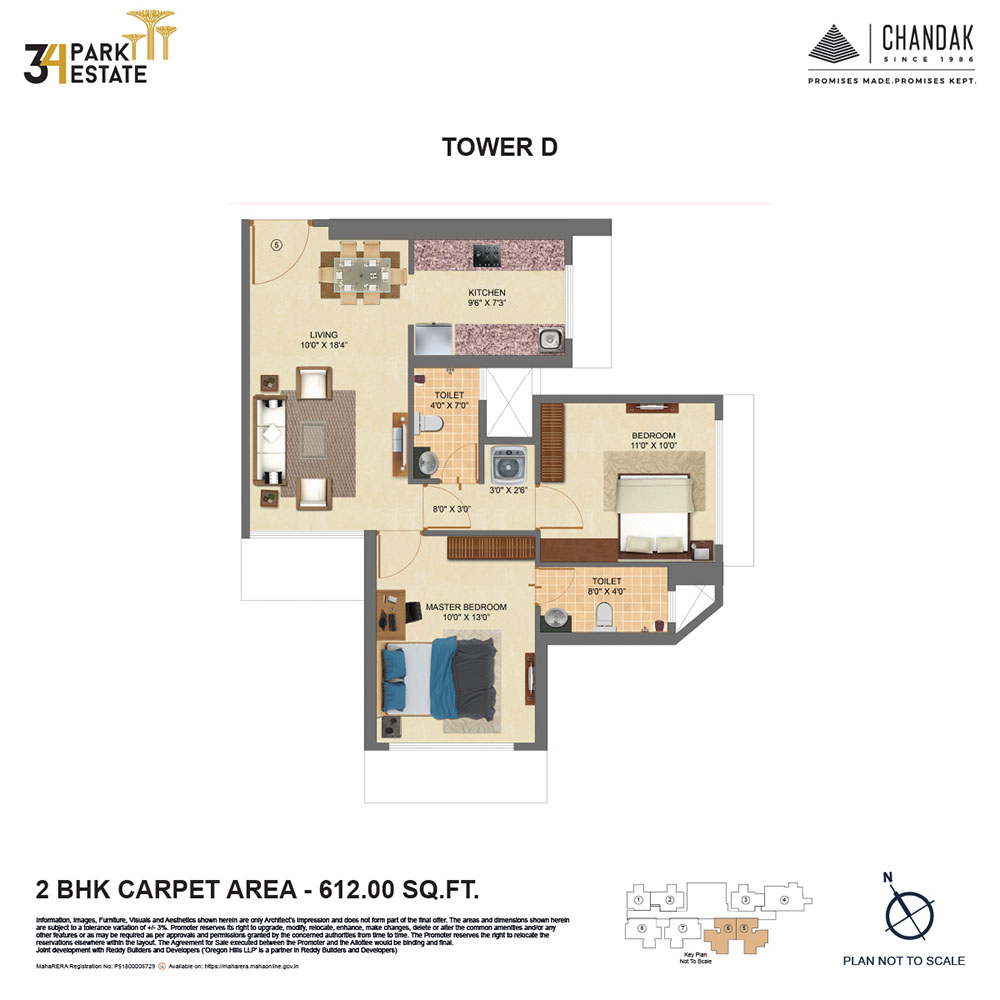 34 PARK
ESTATE
CHANDAK
SINCE 1986
PROMISES MADE.PROMISES KEPT.
TOWER D
5
KITCHEN
9'6" X 7'3"
LIVING
10'0" X 18'4"
TOILET
4'0" X 7'0"
BEDROOM
11'0" X 10'0"
3'0" X 2'6"
8'0" X 3'0"
TOILET
8'0" X 4'0"
MASTER BEDROOM
10'0" X 13'0"
2 BHK CARPET AREA - 612.00 SQ.FT.
Information, Images, Furniture, Visuals and Aesthetics shown herein are only Architect's impression and does not form part of the final offer. The areas and dimensions shown herein
are subject to a tolerance variation of +/- 3%. Promoter reserves its right to upgrade, modify, relocate, enhance, make changes, delete or alter the common amenities and/or any
other features or as may be required as per approvals and permissions granted by the concerned authorities from time to time. The Promoter reserves the right to relocate the
reservations elsewhere within the layout. The Agreement for Sale executed between the Promoter and the Allottee would be binding and final.
Joint development with Reddy Builders and Developers ('Oregon Hills LLP' is a partner in Reddy Builders and Developers)
MahaRERA Registration No: P51800006729 Available on: https://maharera.mahaonline.gov.in
1 2 3 4
8 7 6 5
Key Plan
Not To Scale
N
PLAN NOT TO SCALE